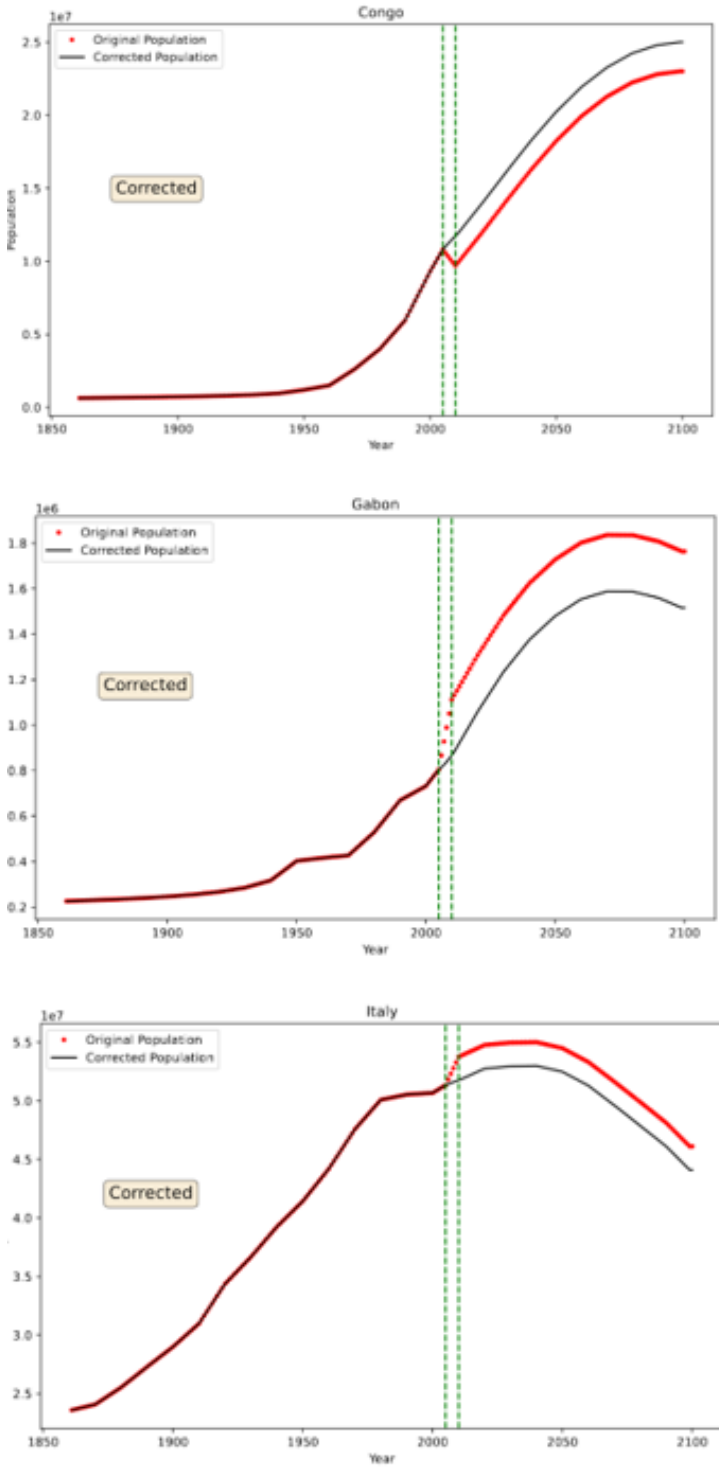 Congo
1e7
Original Population
Corrected Population
2.5
2.0
1.5
1.0
0.5
0.0
Corrected
Population
1850 1900 1950 2000 2050 2100
Year
Gabon
1e6
Original Population
Corrected Population
1.8
1.6
1.4
1.2
1.0
0.8
0.6
0.4
0.2
Corrected
1850 1900 1950 2000 2050 2100
Year
Italy
1e7
Original Population
Corrected Population
5.5
5.0
4.5
4.0
3.5
3.0
2.5
Corrected
1850 1900 1950 2000 2050 2100
Year